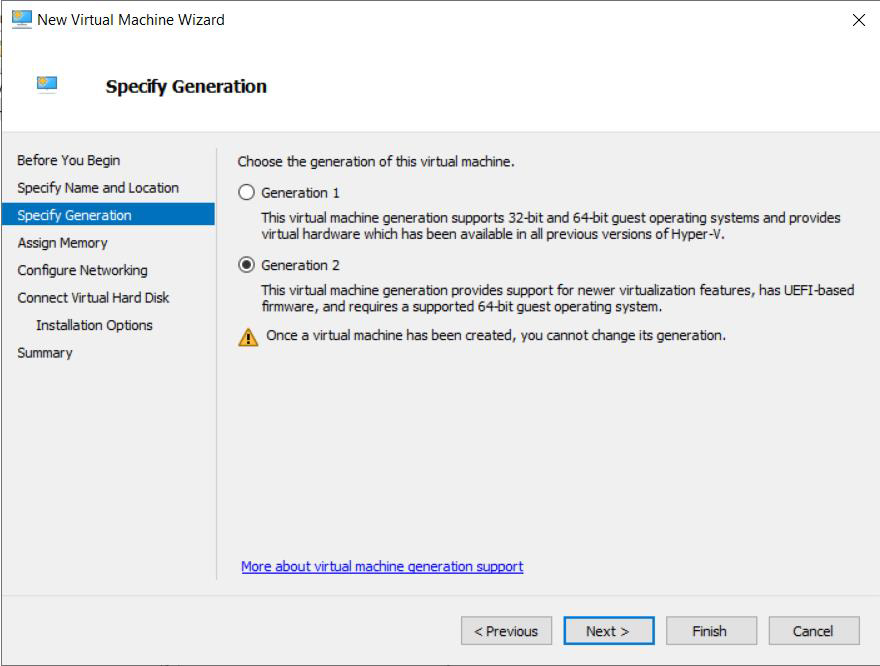 New Virtual Machine Wizard
Specify Generation
Before You Begin
Specify Name and Location
Specify Generation
Assign Memory
Configure Networking
Connect Virtual Hard Disk
Installation Options
Summary
Choose the generation of this virtual machine.
Generation 1
This virtual machine generation supports 32-bit and 64-bit guest operating systems and provides
virtual hardware which has been available in all previous versions of Hyper-V.
Generation 2
This virtual machine generation provides support for newer virtualization features, has UEFI-based
firmware, and requires a supported 64-bit guest operating system.
Once a virtual machine has been created, you cannot change its generation.
More about virtual machine generation support
< Previous
Next >
Finish
Cancel